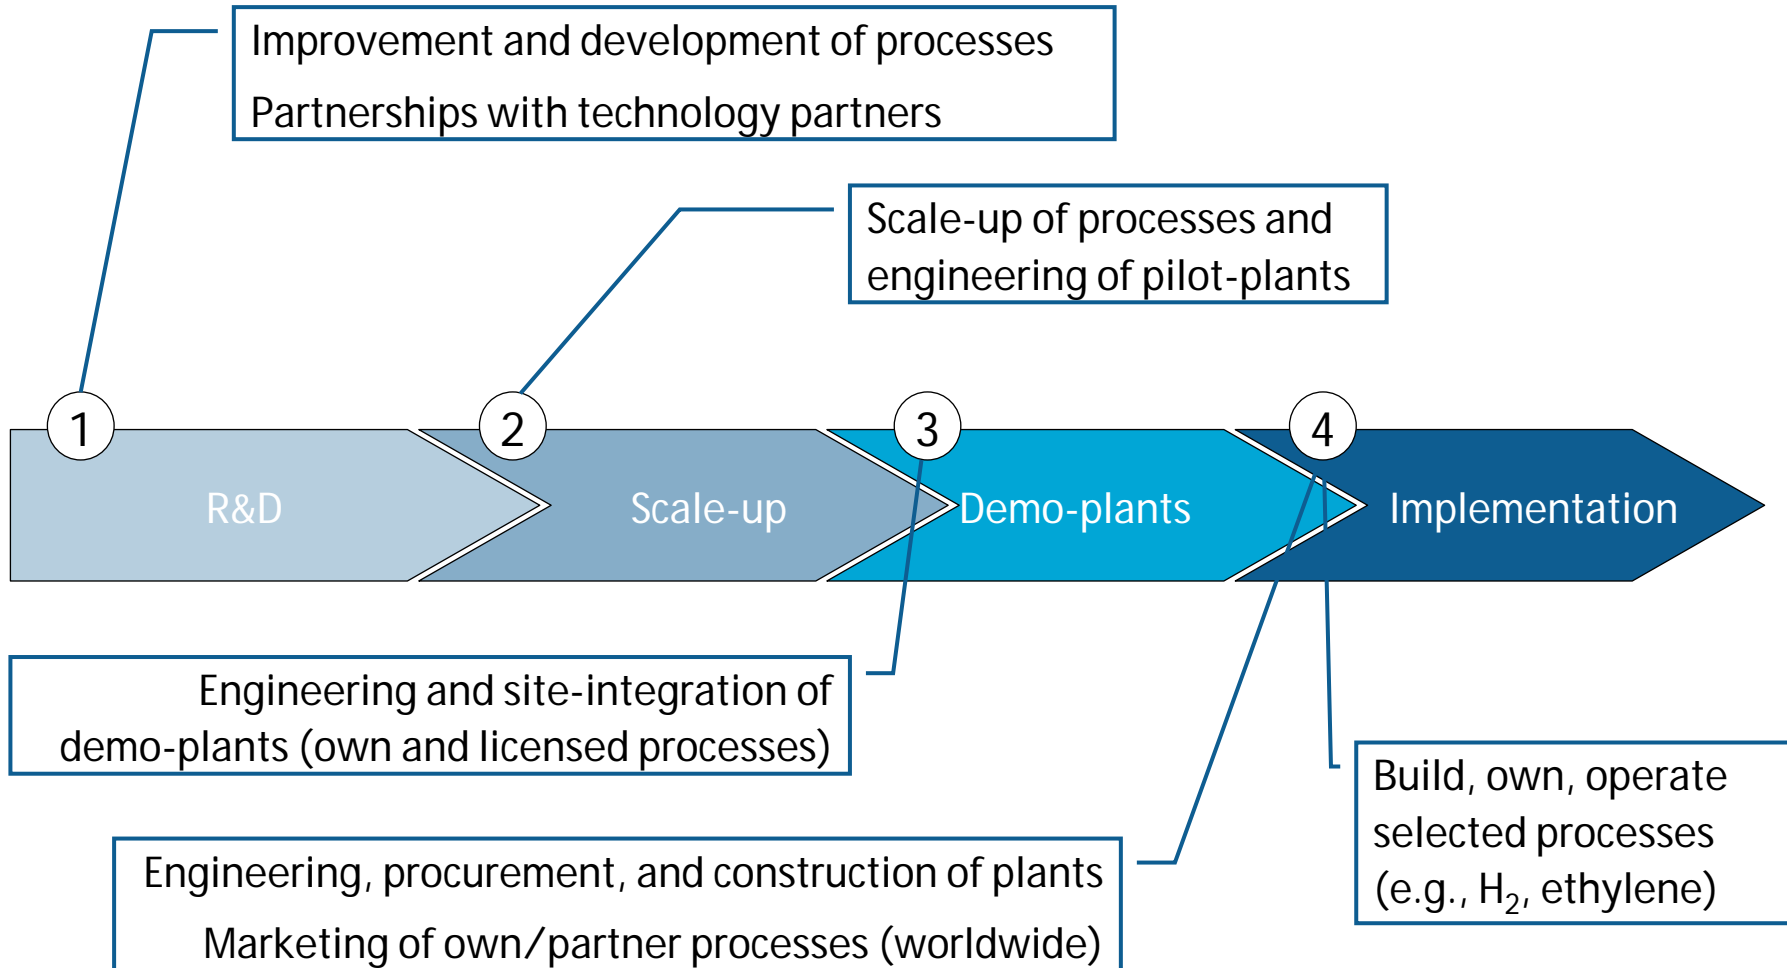 Improvement and development of processes
Partnerships with technology partners
Scale-up of processes and
engineering of pilot-plants
1
2
3
4
R&D
Scale-up
Demo-plants
Implementation
Engineering and site-integration of
demo-plants (own and licensed processes)
Build, own, operate
selected processes
(e.g., H₂, ethylene)
Engineering, procurement, and construction of plants
Marketing of own/partner processes (worldwide)